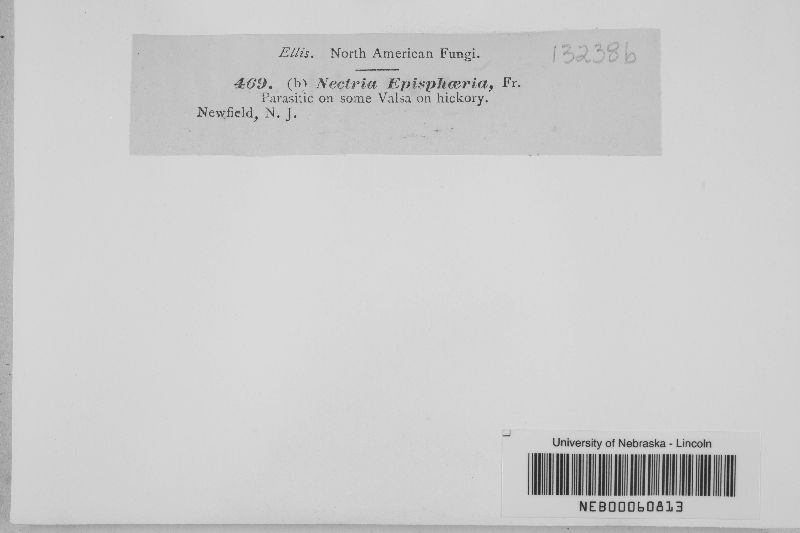 Ellis. North American Fungi. 132386
469. (b) Nectria Episphæria, Fr.
Parasitic on some Valsa on hickory.
Newfield, N. J.
University of Nebraska - Lincoln
NEB00060813